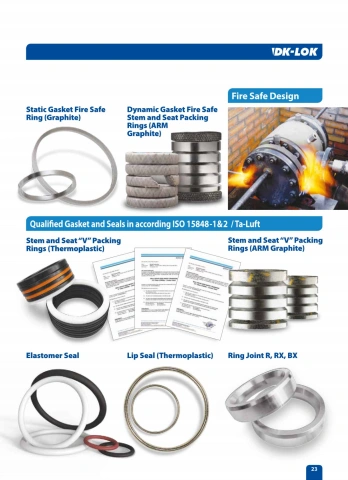 DK-LOK
Fire Safe Design
Static Gasket Fire Safe
Ring (Graphite)
Dynamic Gasket Fire Safe
Stem and Seat Packing
Rings (ARM
Graphite)
Qualified Gasket and Seals in according ISO 15848-1&2 /Ta-Luft
Stem and Seat “V” Packing
Rings (Thermoplastic)
Stem and Seat “V” Packing
Rings (ARM Graphite)
Elastomer Seal
Lip Seal (Thermoplastic)
Ring Joint R, RX, BX
23